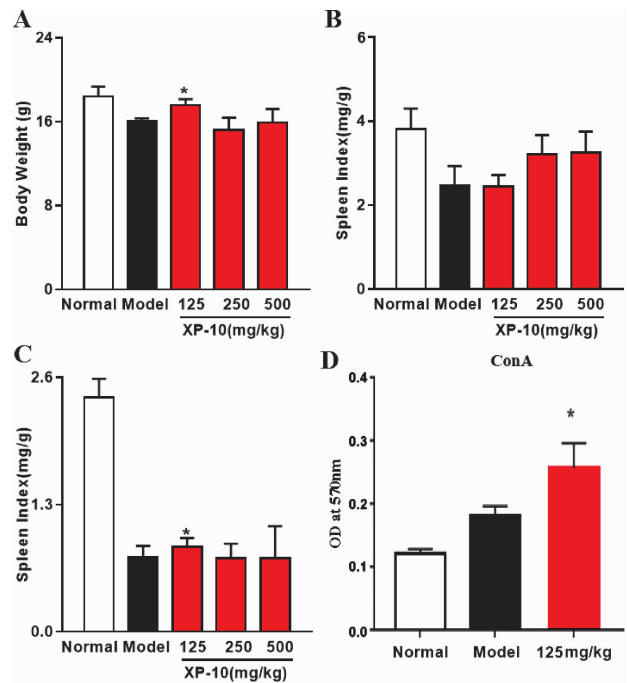 A
24
16
8
0
Body Weight (g)
*
Normal Model 125 250 500
XP-10(mg/kg)
B
6
4
2
0
Spleen Index(mg/g)
Normal Model 125 250 500
XP-10(mg/kg)
C
2.6
1.3
0.0
Spleen Index(mg/g)
*
Normal Model 125 250 500
XP-10(mg/kg)
D
ConA
0.4
0.3
0.2
0.1
0.0
OD at 570nm
*
Normal Model 125mg/kg